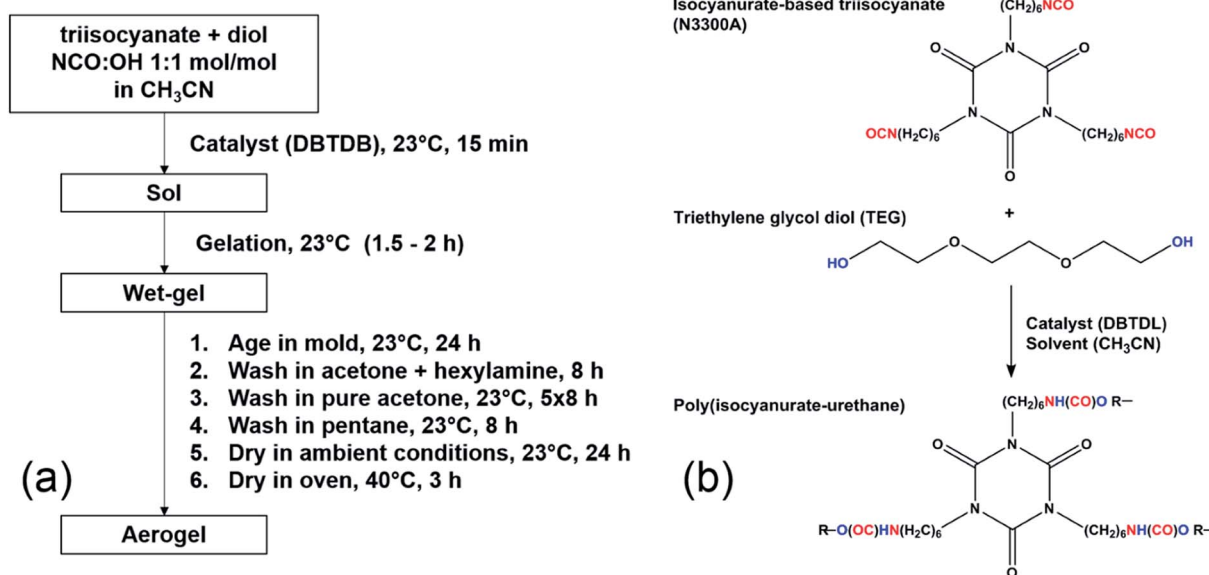 triisocyanate + diol
NCO:OH 1:1 mol/mol
in CH₃CN
Catalyst (DBTDB), 23°C, 15 min
Sol
Gelation, 23°C (1.5 - 2 h)
Wet-gel
1. Age in mold, 23°C, 24 h
2. Wash in acetone + hexylamine, 8 h
3. Wash in pure acetone, 23°C, 5x8 h
4. Wash in pentane, 23°C, 8 h
5. Dry in ambient conditions, 23°C, 24 h
6. Dry in oven, 40°C, 3 h
(a)
Aerogel
Isocyanurate-based triisocyanate
(N3300A)
(CH₂)₆NCO
N
O
O
N
N
OCN(H₂C)₆
(CH₂)₆NCO
O
+
Triethylene glycol diol (TEG)
HO
O
O
OH
Catalyst (DBTDL)
Solvent (CH₃CN)
Poly(isocyanurate-urethane)
(CH₂)₆NH(CO)O R–
N
O
O
(b)
N
N
R–O(OC)HN(H₂C)₆
(CH₂)₆NH(CO)O R–
O